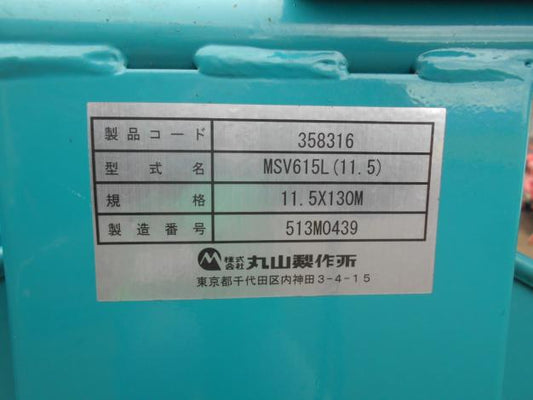 製品コード 358316
型式名 MSV615L(11.5)
規格 11.5X130M
製造番号 513M0439
株式会社 丸山製作所
東京都千代田区内神田3-4-15